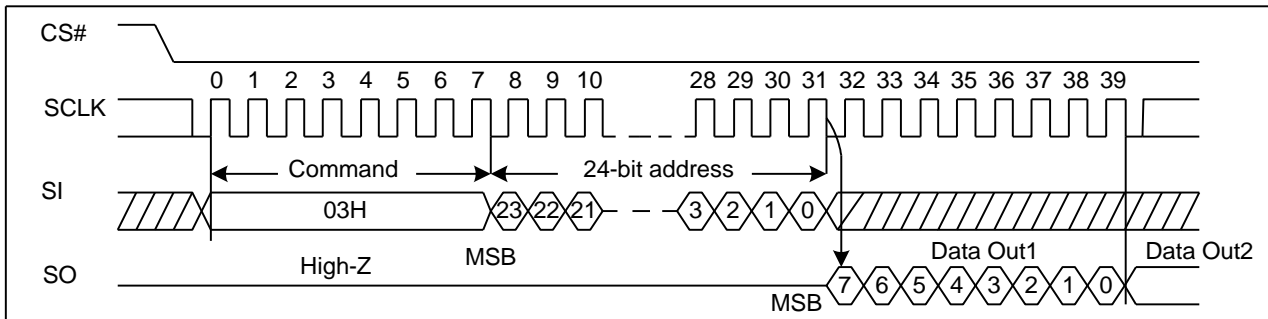 CS#
0 1 2 3 4 5 6 7 8 9 10 28 29 30 31 32 33 34 35 36 37 38 39
SCLK
Command 24-bit address
SI
03H 23 22 21 3 2 1 0
High-Z MSB Data Out1 Data Out2
SO
MSB 7 6 5 4 3 2 1 0